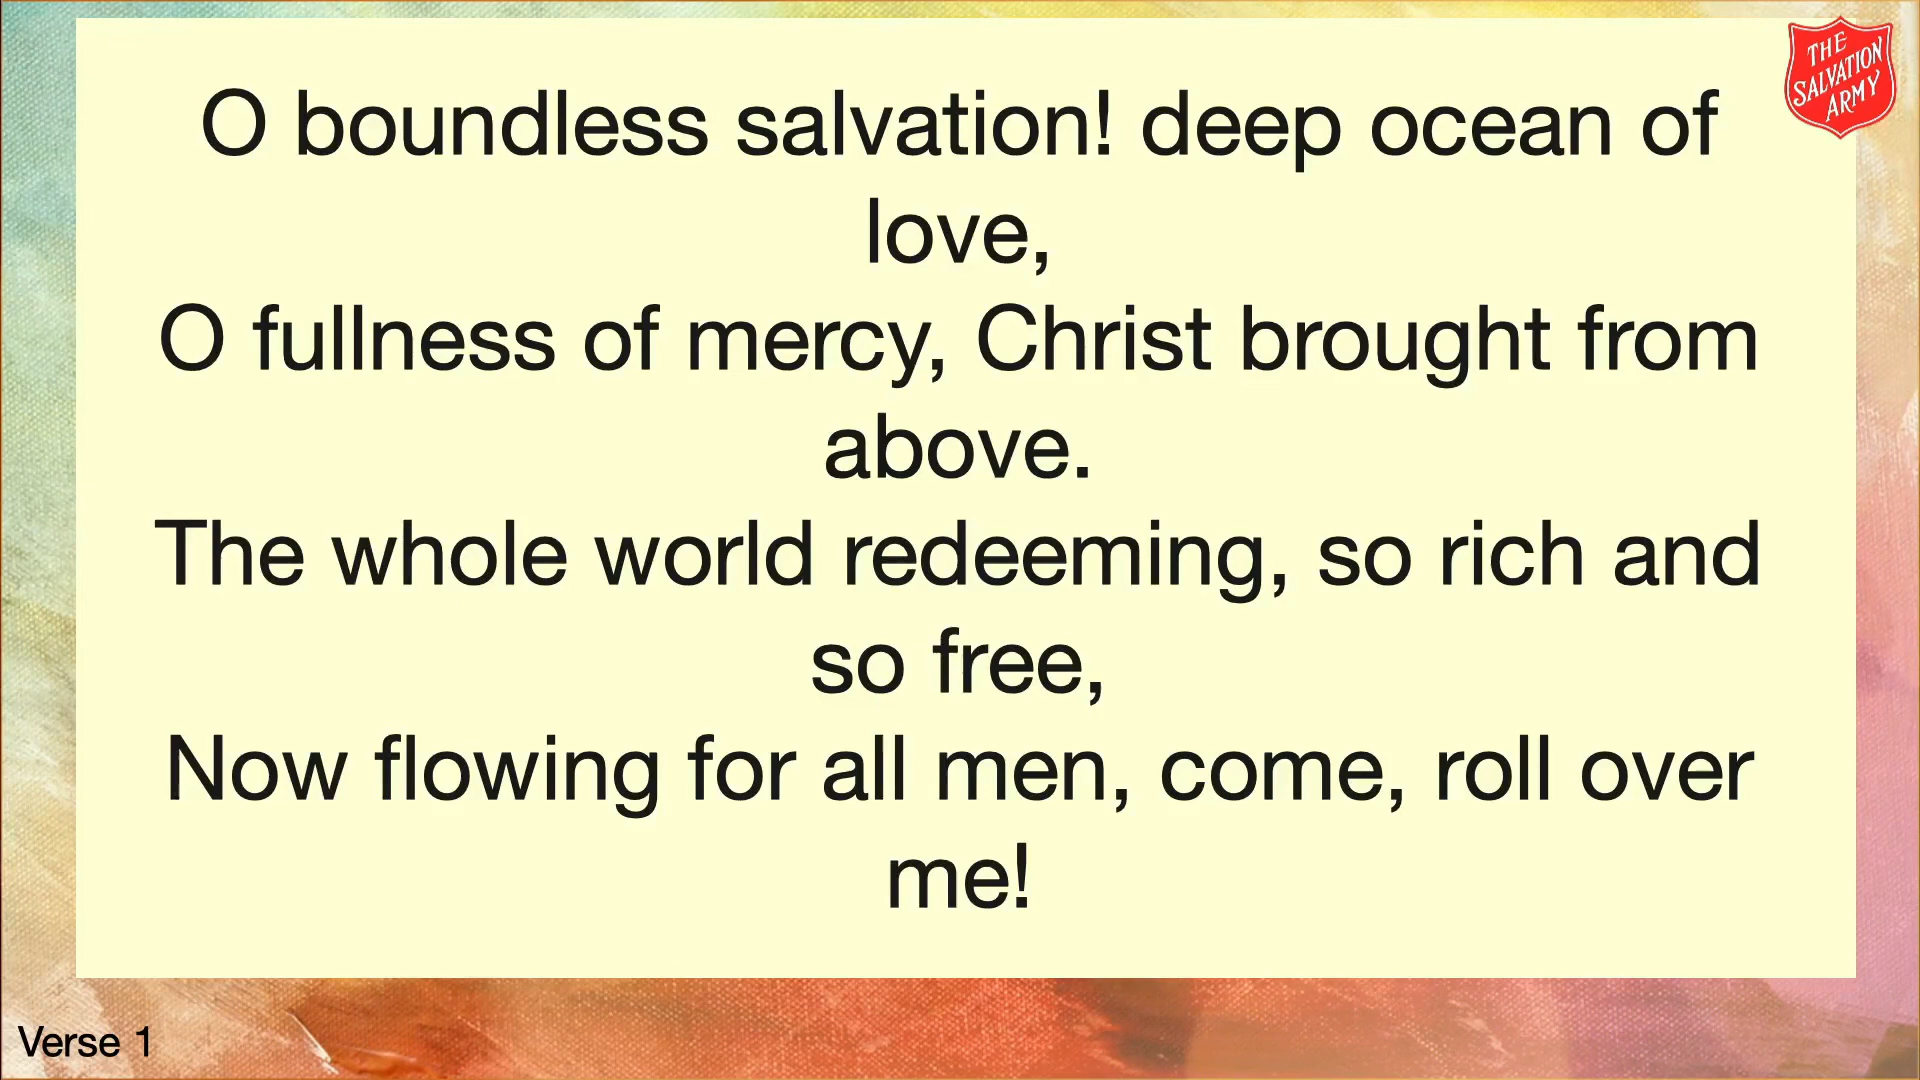 O boundless salvation! deep ocean of
love,
O fullness of mercy, Christ brought from
above.
The whole world redeeming, so rich and
so free,
Now flowing for all men, come, roll over
me!
THE
SALVATION
ARMY
Verse 1